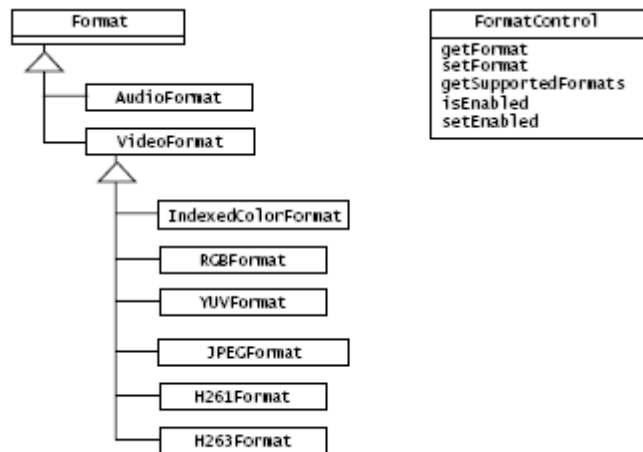 Format
AudioFormat
VideoFormat
IndexedColorFormat
RGBFormat
YUVFormat
JPEGFormat
H261Format
H263Format
FormatControl
getFormat
setFormat
getSupportedFormats
isEnabled
setEnabled